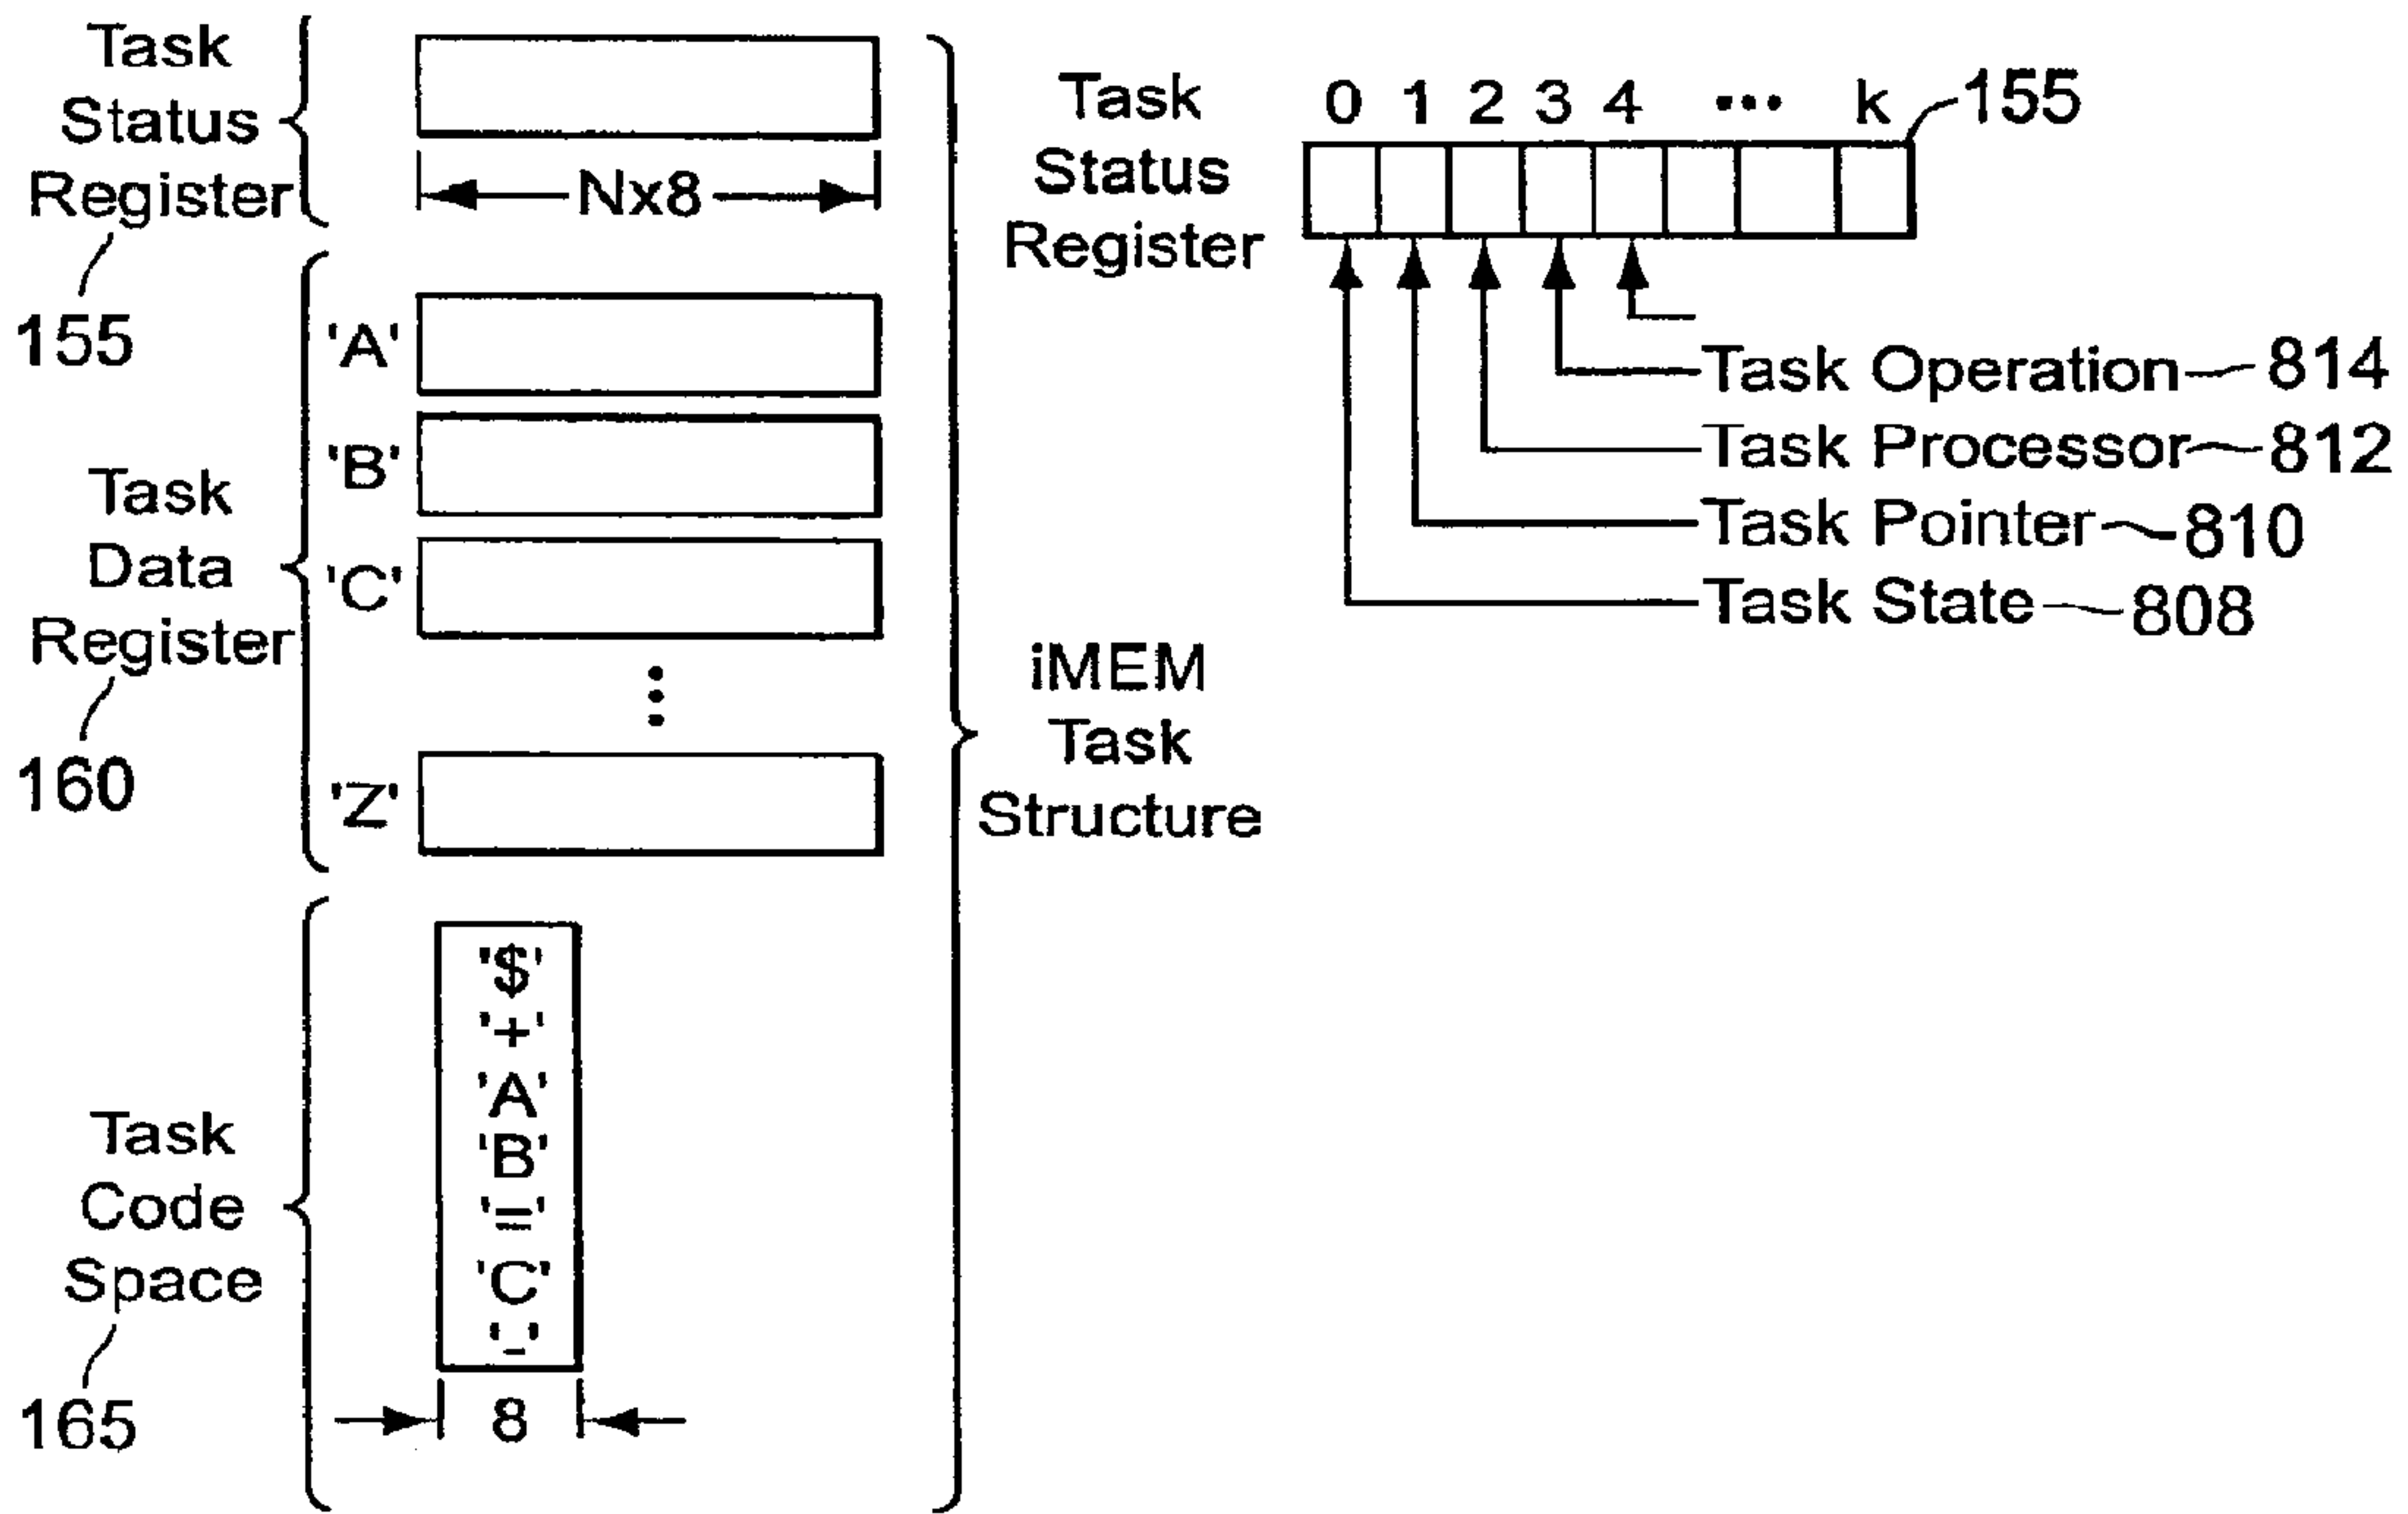 Task
Status
Register
155
Nx8
Task
Data
Register
160
'A'
'B'
'C'
'Z'
Task
Code
Space
165
'$'
'+'
'A'
'B'
'='
'C'
8
iMEM
Task
Structure
Task
Status
Register
0 1 2 3 4 ••• k 155
Task Operation 814
Task Processor 812
Task Pointer 810
Task State 808